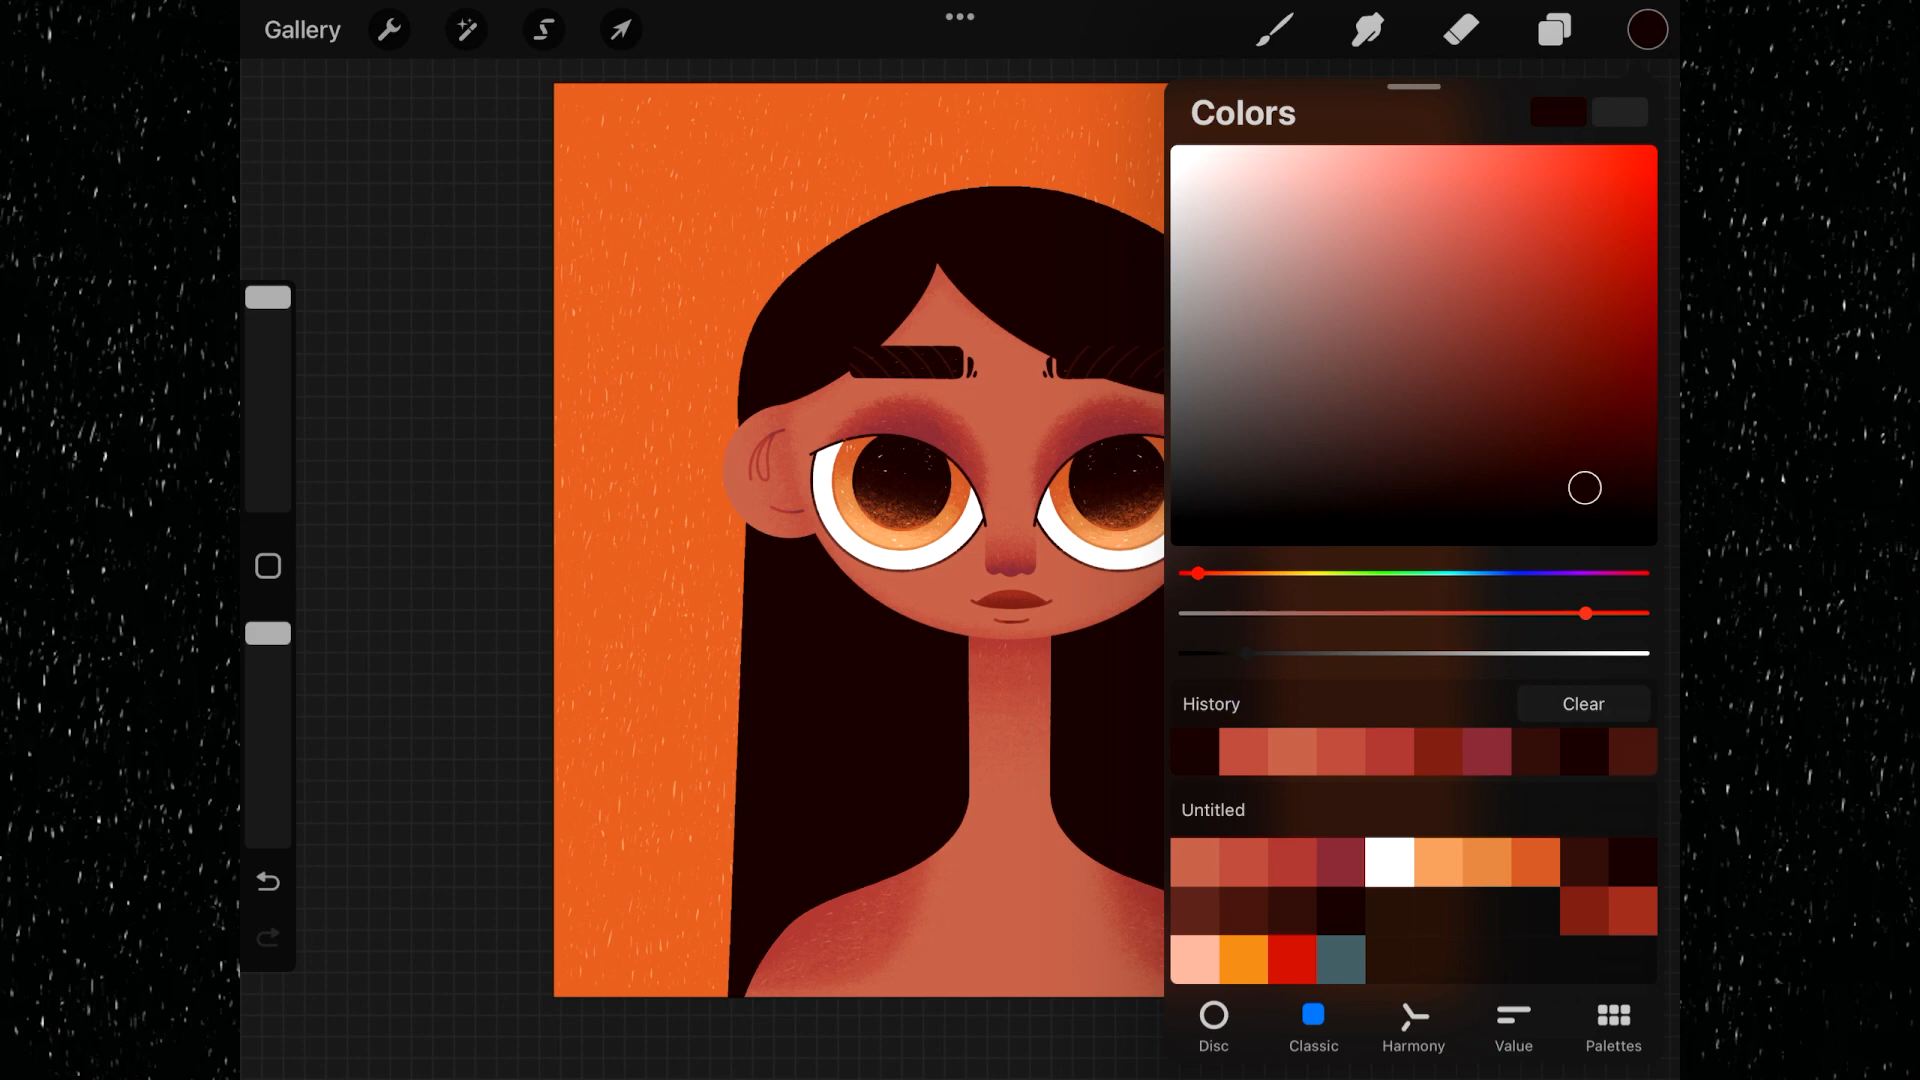 Gallery
Colors
History
Clear
Untitled
Disc
Classic
Harmony
Value
Palettes